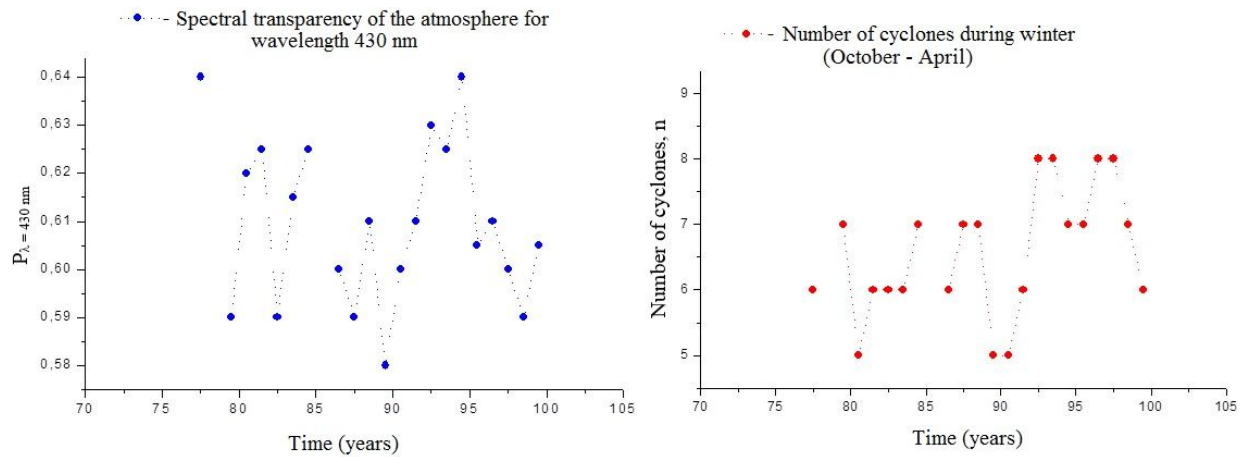 - Spectral transparency of the atmosphere for
wavelength 430 nm
0,64
0,63
0,62
0,61
0,60
0,59
0,58
P λ = 430 nm
70 75 80 85 90 95 100 105
Time (years)
- Number of cyclones during winter
(October - April)
9
8
7
6
5
Number of cyclones, n
70 75 80 85 90 95 100 105
Time (years)